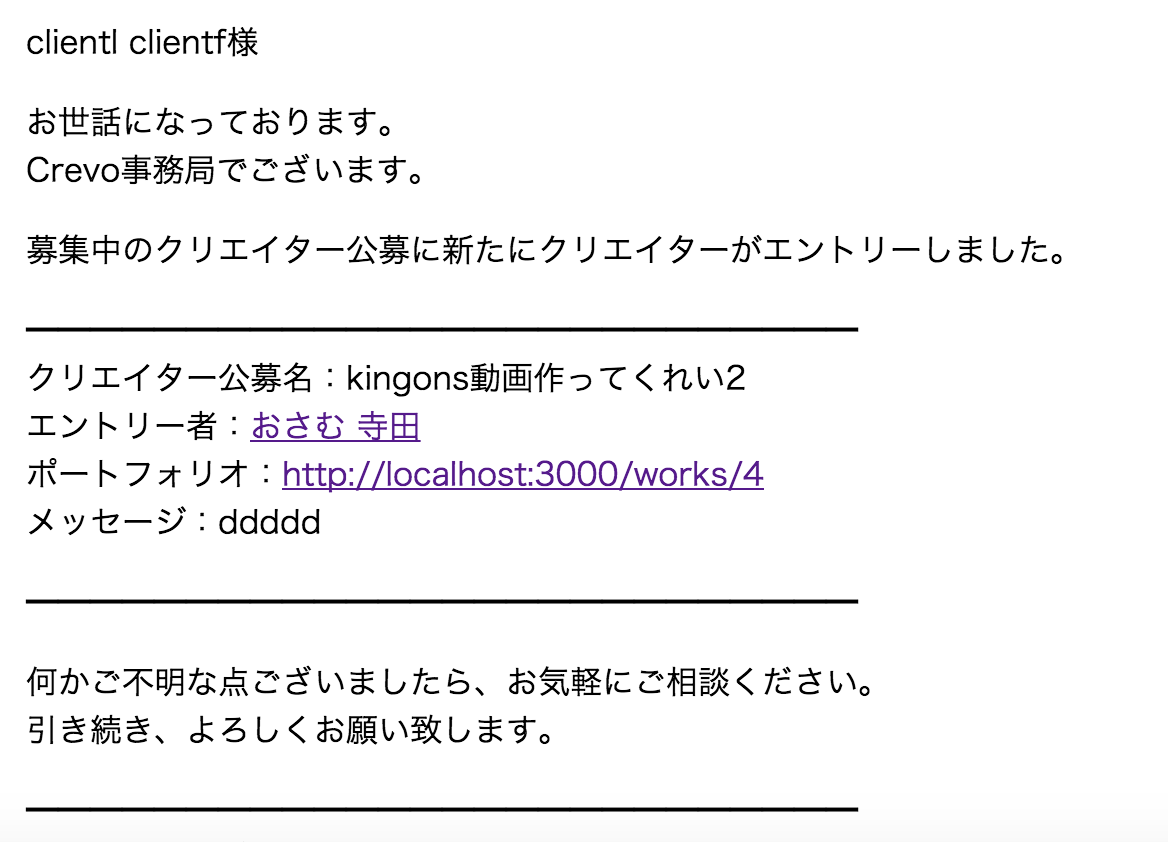 clientl clientf様
お世話になっております。
Crevo事務局でございます。
募集中のクリエイター公募に新たにクリエイターがエントリーしました。
クリエイター公募名：kingons動画作ってくれい2
エントリー者：おさむ 寺田
ポートフォリオ：http://localhost:3000/works/4
メッセージ：ddddd
何かご不明な点ございましたら、お気軽にご相談ください。
引き続き、よろしくお願い致します。